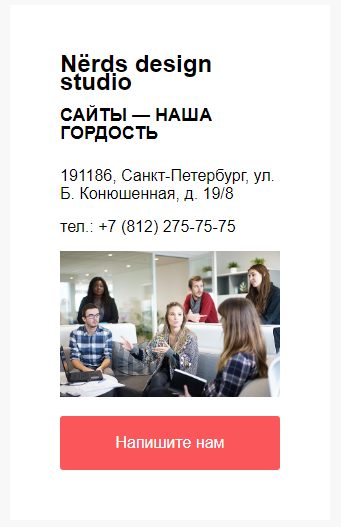 Nёrds design
studio
САЙТЫ — НАША
ГОРДОСТЬ
191186, Санкт-Петербург, ул.
Б. Конюшенная, д. 19/8
тел.: +7 (812) 275-75-75
Напишите нам